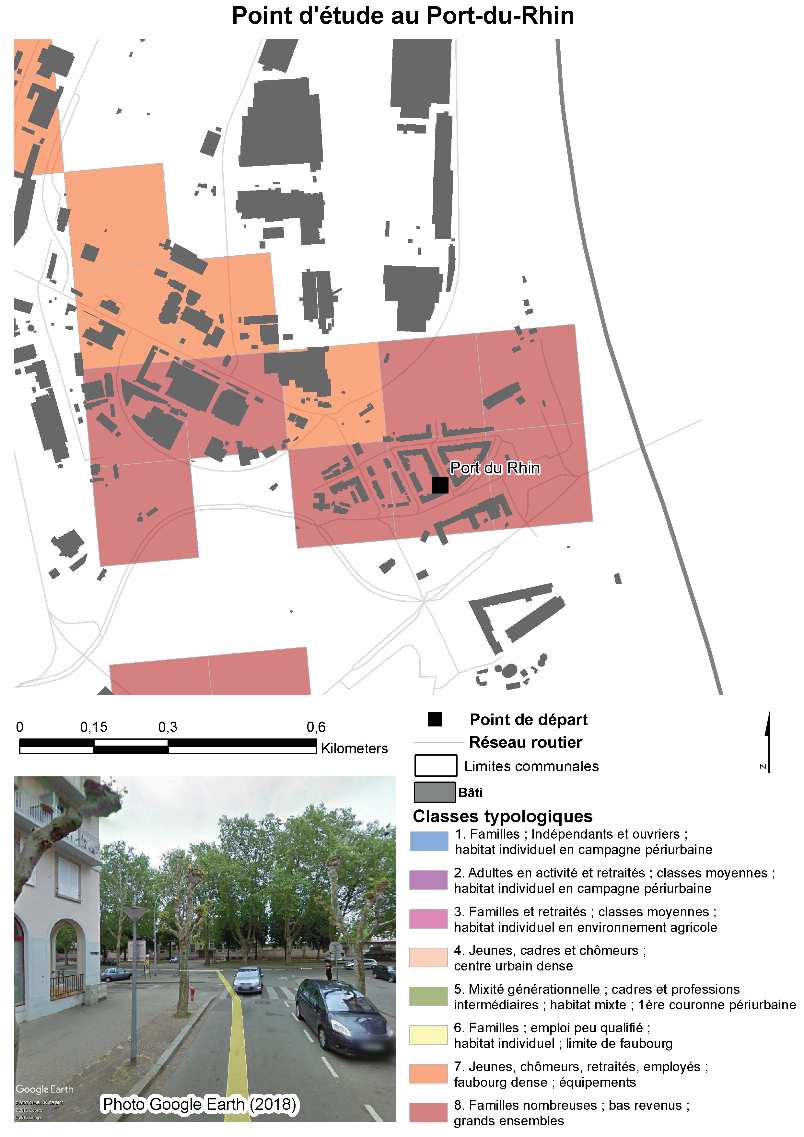 Point d'étude au Port-du-Rhin
Port du Rhin
0 0,15 0,3 0,6
Kilometers
Point de départ
Réseau routier
Limites communales
Bâti
N
Classes typologiques
1. Familles ; Indépendants et ouvriers ;
habitat individuel en campagne périurbaine
2. Adultes en activité et retraités ; classes moyennes ;
habitat individuel en campagne périurbaine
3. Familles et retraités ; classes moyennes ;
habitat individuel en environnement agricole
4. Jeunes, cadres et chômeurs ;
centre urbain dense
5. Mixité générationnelle ; cadres et professions
intermédiaires ; habitat mixte ; 1ère couronne périurbaine
6. Familles ; emploi peu qualifié ;
habitat individuel ; limite de faubourg
7. Jeunes, chômeurs, retraités, employés ;
faubourg dense ; équipements
8. Familles nombreuses ; bas revenus ;
grands ensembles
Google Earth
Photo Google Earth (2018)